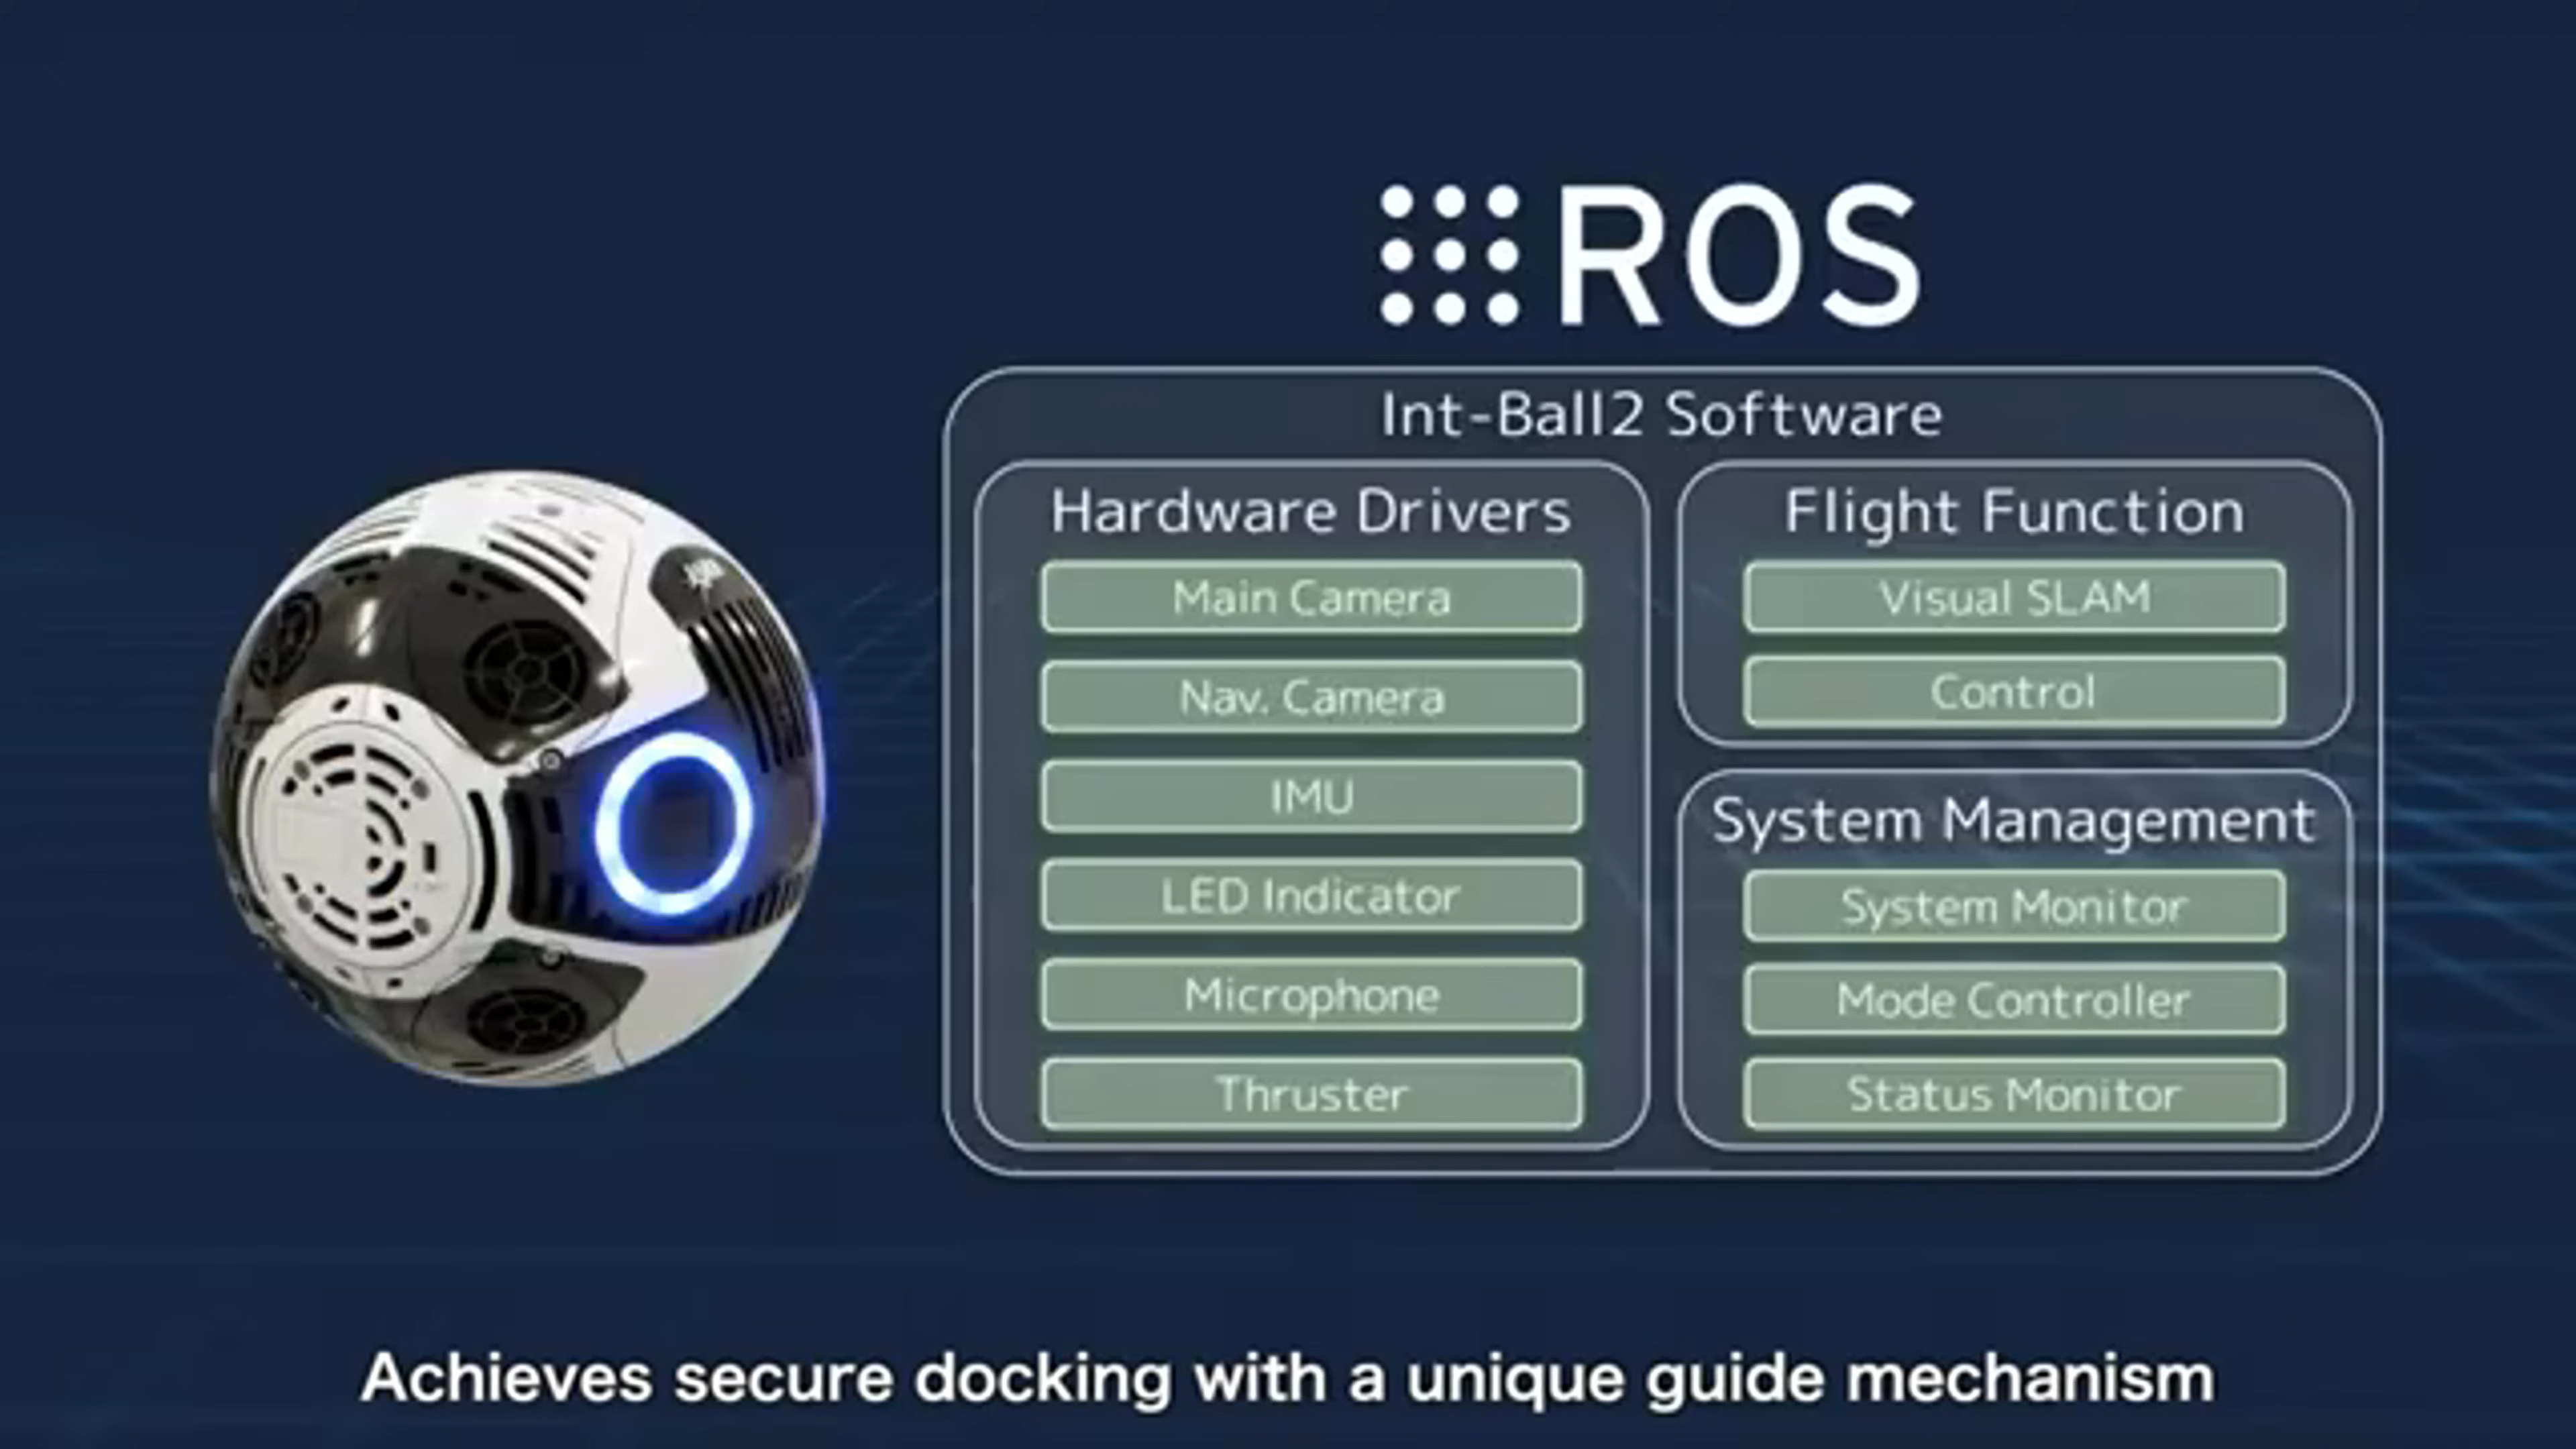 ROS
Int-Ball2 Software
Hardware Drivers
Main Camera
Nav. Camera
IMU
LED Indicator
Microphone
Thruster
Flight Function
Visual SLAM
Control
System Management
System Monitor
Mode Controller
Status Monitor
Achieves secure docking with a unique guide mechanism